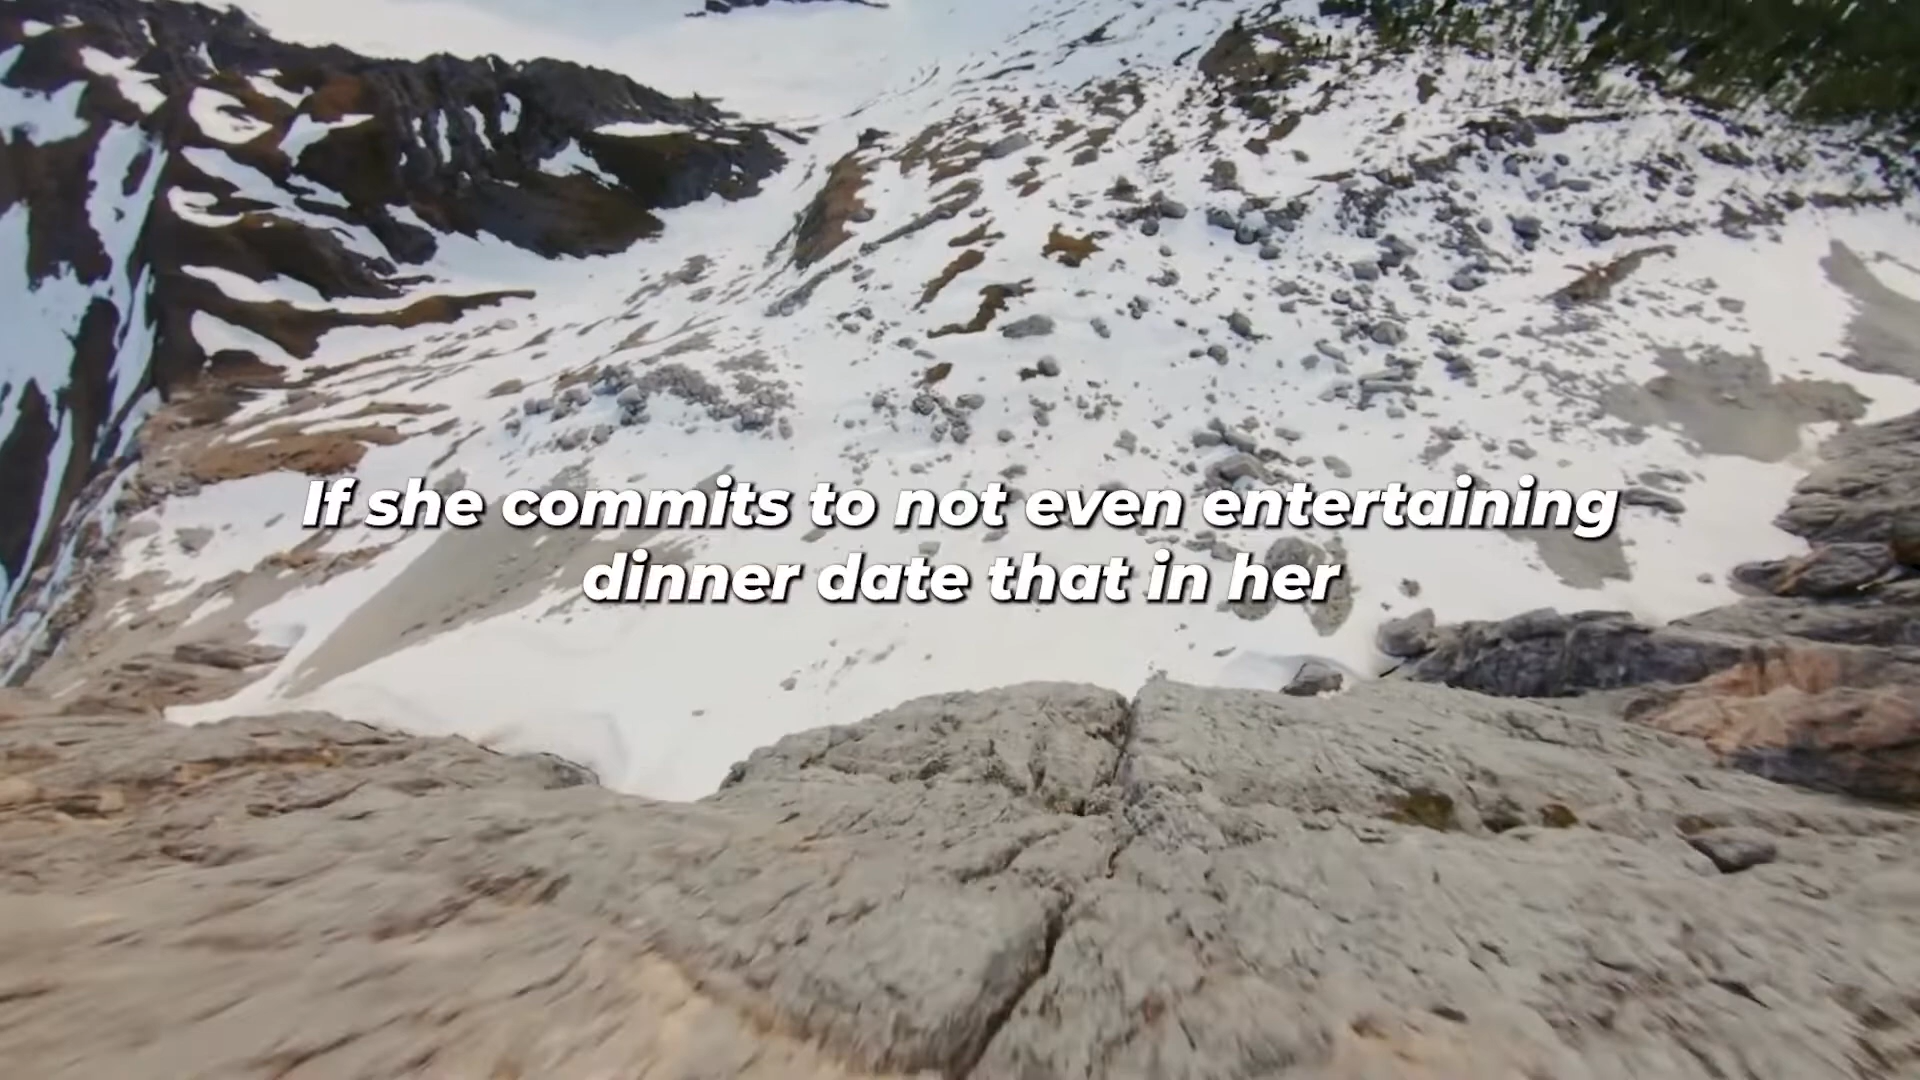 If she commits to not even entertaining
dinner date that in her